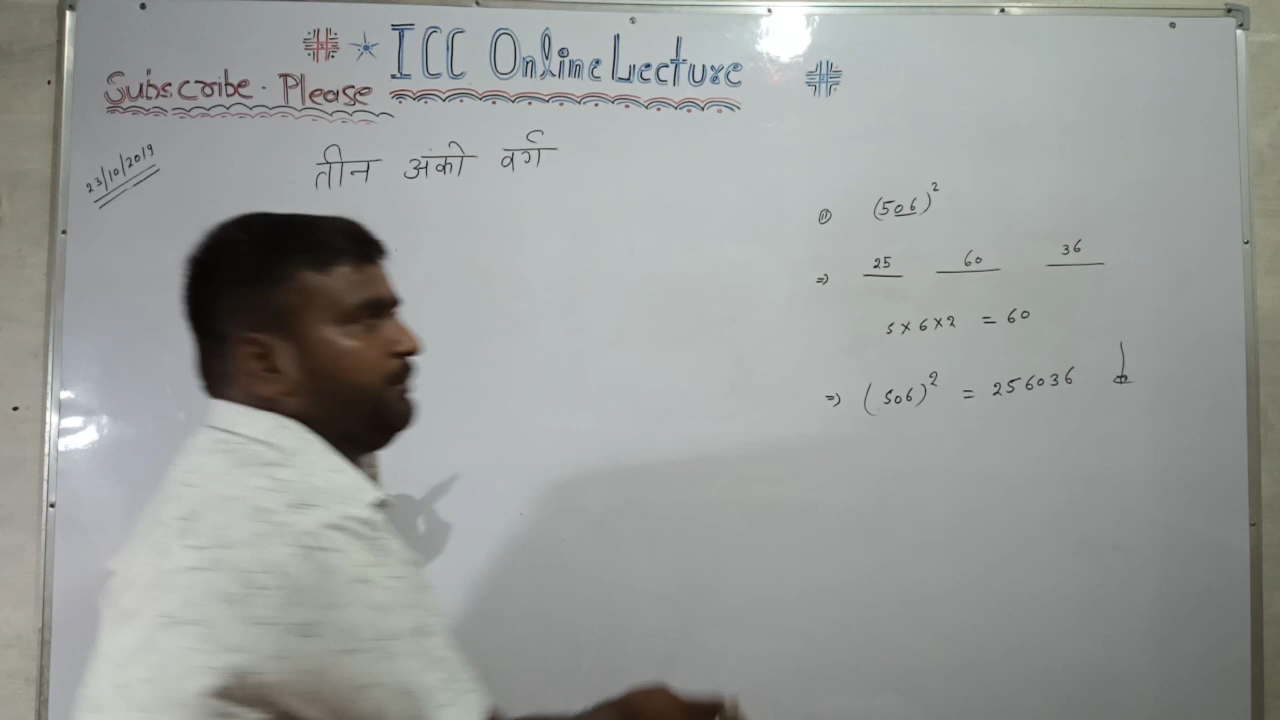 ICC Online Lecture
Subscribe. Please
23/10/2019
तीन अंको वर्ग
11) (506)²
⇒ 25 60 36
5 × 6 × 2 = 60
⇒ (506)² = 256036